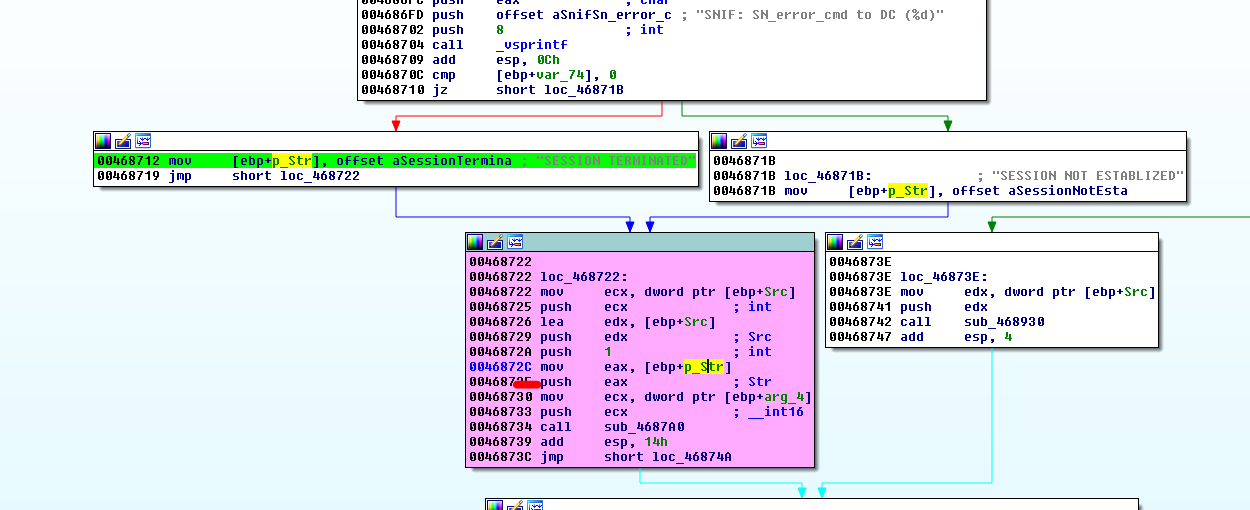 004686FC push eax ; char
004686FD push offset aSnifSn_error_c ; "SNIF: SN_error_cmd to DC (%d)"
00468702 push 8 ; int
00468704 call _vsprintf
00468709 add esp, 0Ch
0046870C cmp [ebp+var_74], 0
00468710 jz short loc_46871B
00468712 mov [ebp+p_Str], offset aSessionTermina ; "SESSION TERMINATED"
00468719 jmp short loc_468722
0046871B
0046871B loc_46871B: ; "SESSION NOT ESTABLIZED"
0046871B mov [ebp+p_Str], offset aSessionNotEsta
00468722
00468722 loc_468722:
00468722 mov ecx, dword ptr [ebp+Src]
00468725 push ecx ; int
00468726 lea edx, [ebp+Src]
00468729 push edx ; Src
0046872A push 1 ; int
0046872C mov eax, [ebp+p_Str]
0046872F push eax ; Str
00468730 mov ecx, dword ptr [ebp+arg_4]
00468733 push ecx ; __int16
00468734 call sub_4687A0
00468739 add esp, 14h
0046873C jmp short loc_46874A
0046873E
0046873E loc_46873E:
0046873E mov edx, dword ptr [ebp+Src]
00468741 push edx
00468742 call sub_468930
00468747 add esp, 4